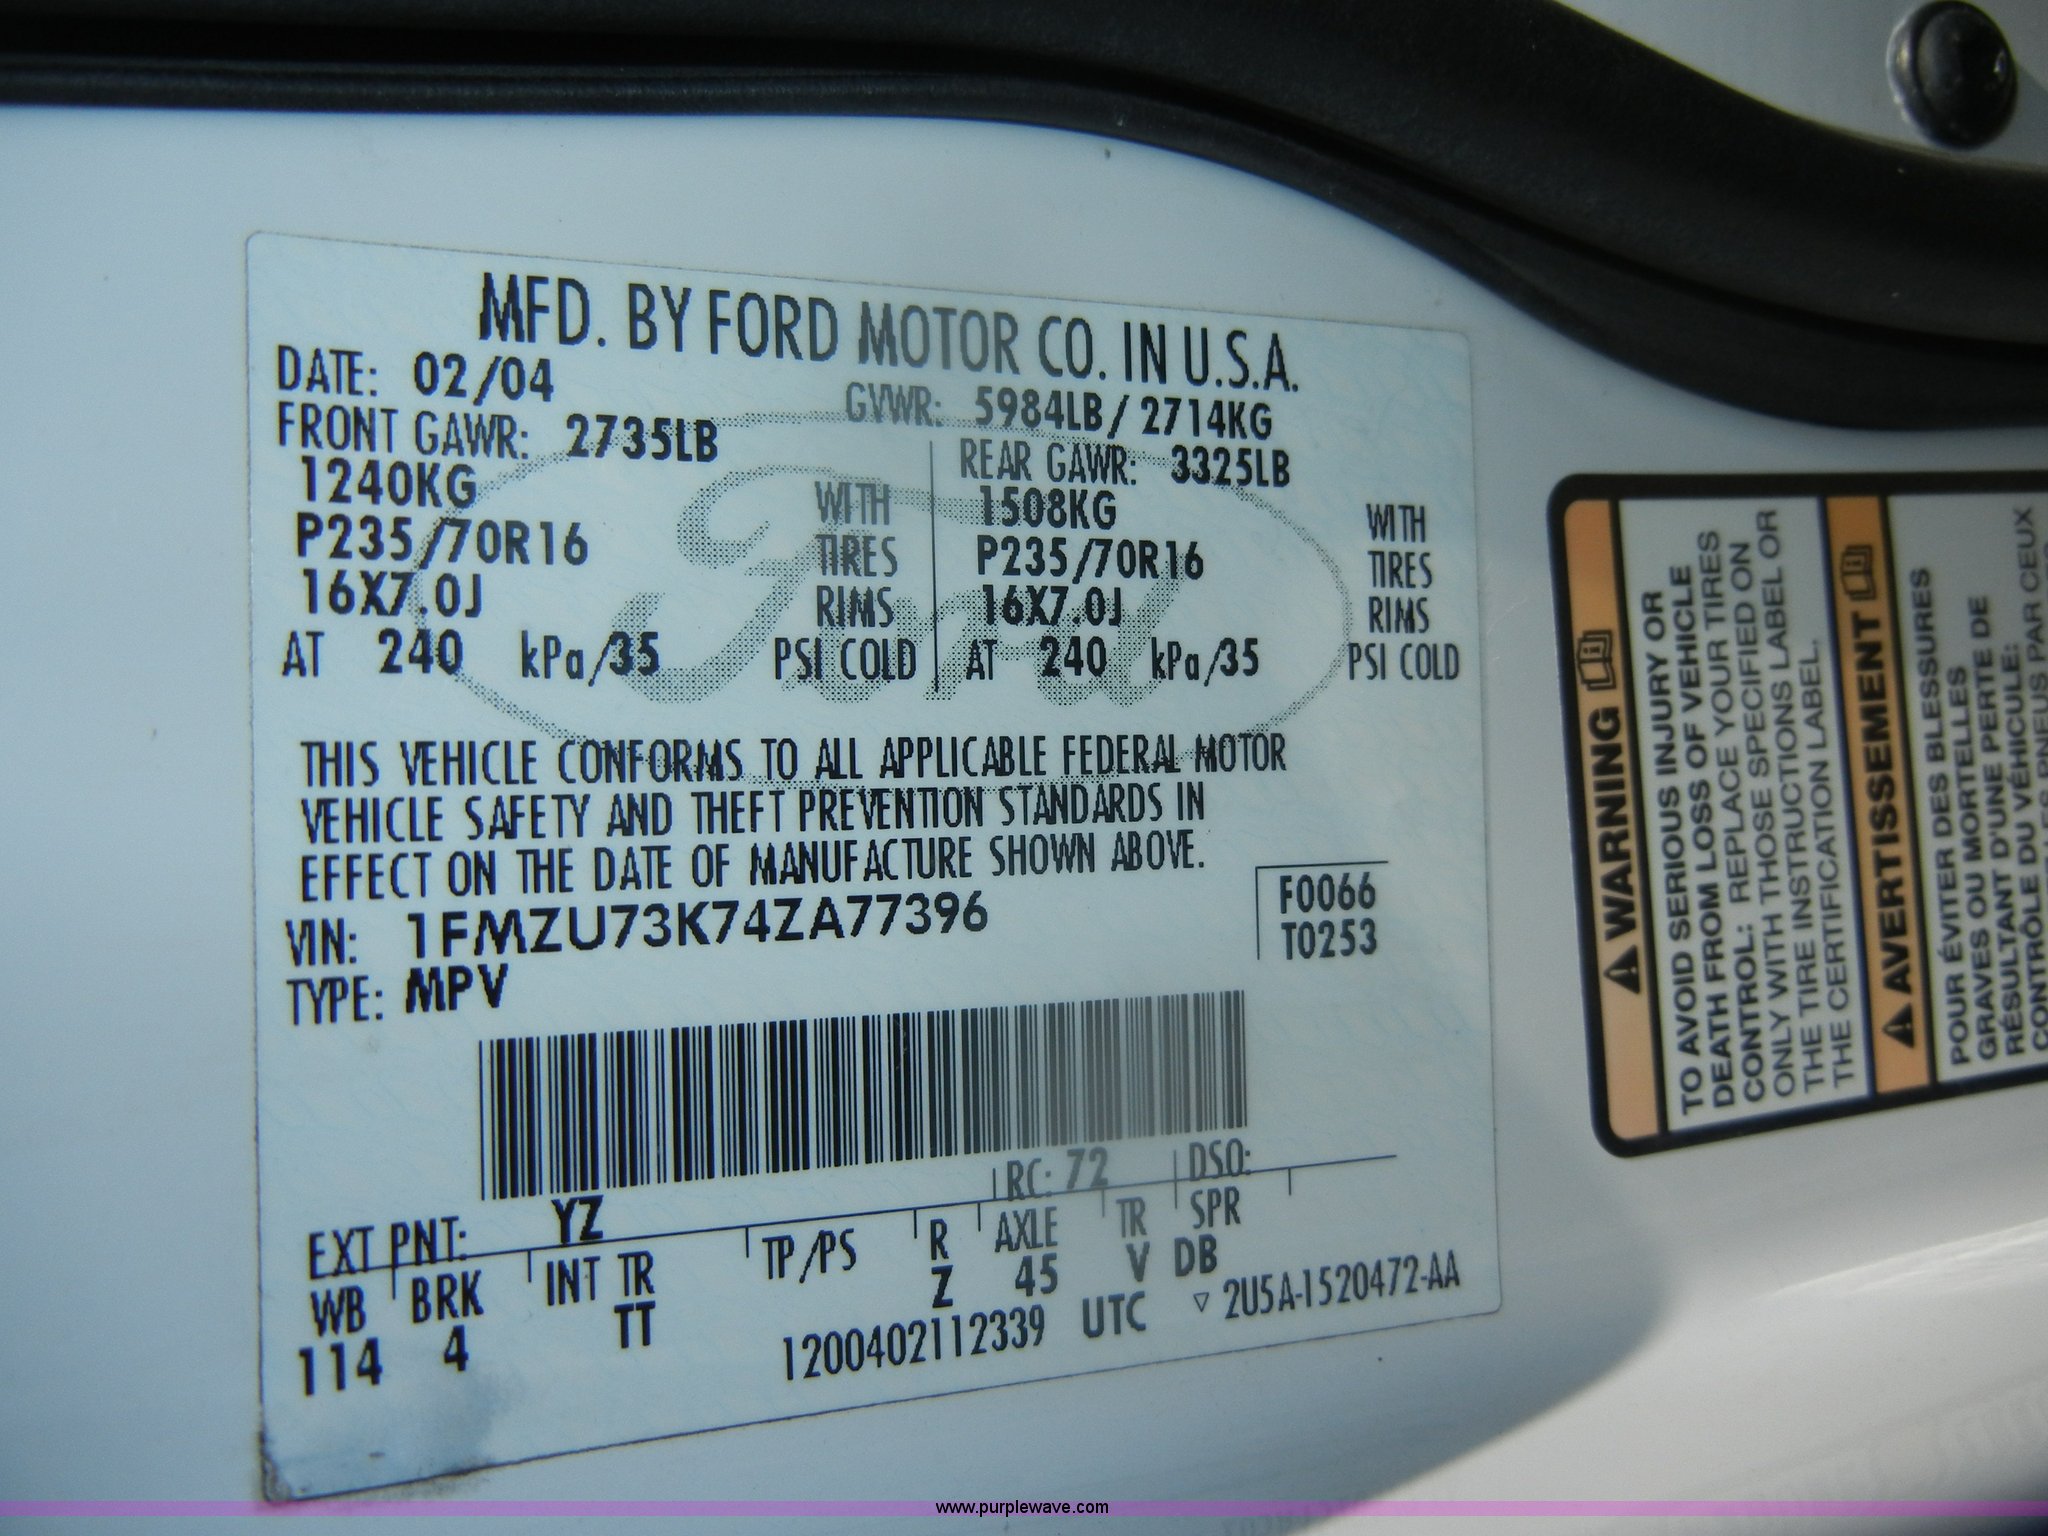 MFD. BY FORD MOTOR CO. IN U.S.A.
DATE: 02/04 GVWR: 5984LB/2714KG
FRONT GAWR: 2735LB
1240KG WITH
P235/70R16 TIRES
16X7.0J RIMS
AT 240 kPa/35 PSI COLD
REAR GAWR: 3325LB
1508KG WITH
P235/70R16 TIRES
16X7.0J RIMS
AT 240 kPa/35 PSI COLD
Ford
THIS VEHICLE CONFORMS TO ALL APPLICABLE FEDERAL MOTOR
VEHICLE SAFETY AND THEFT PREVENTION STANDARDS IN
EFFECT ON THE DATE OF MANUFACTURE SHOWN ABOVE.
VIN: 1FMZU73K74ZA77396
TYPE: MPV
F0066
T0253
EXT PNT: YZ RC: 72 DSO:
WB BRK INT TR TP/PS R AXLE TR SPR
114 4 TT Z 45 V DB
1200402112339 UTC ▽ 2U5A-1520472-AA
WARNING
TO AVOID SERIOUS INJURY OR
DEATH FROM LOSS OF VEHICLE
CONTROL: REPLACE YOUR TIRES
ONLY WITH THOSE SPECIFIED ON
THE TIRE INSTRUCTIONS LABEL OR
THE CERTIFICATION LABEL.
AVERTISSEMENT
POUR ÉVITER DES BLESSURES
GRAVES OU MORTELLES
RÉSULTANT D'UNE PERTE DE
CONTRÔLE DU VÉHICULE:
PNEUS PAR CEUX
www.purplewave.com